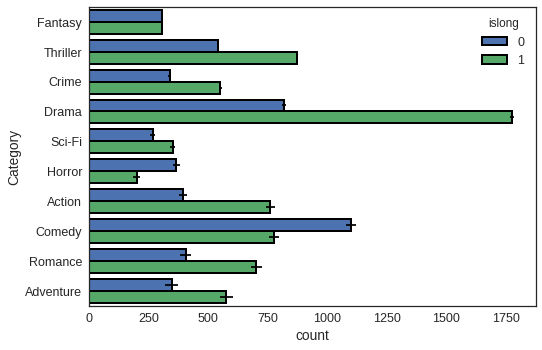 islong
0
1
Fantasy
Thriller
Crime
Drama
Sci-Fi
Horror
Action
Comedy
Romance
Adventure
Category
0 250 500 750 1000 1250 1500 1750
count